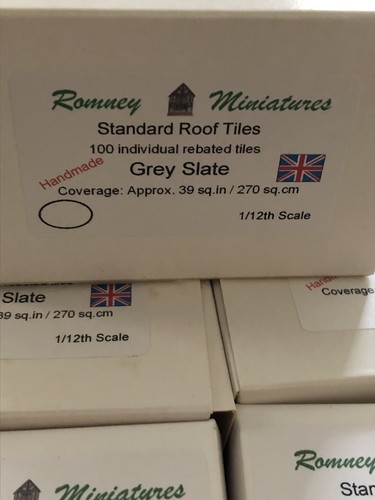 Romney Miniatures
Standard Roof Tiles
100 individual rebated tiles
Handmade
Grey Slate
Coverage: Approx. 39 sq.in / 270 sq.cm
1/12th Scale
Slate
39 sq.in / 270 sq.cm
1/12th Scale
Coverage
Miniatures
Romney